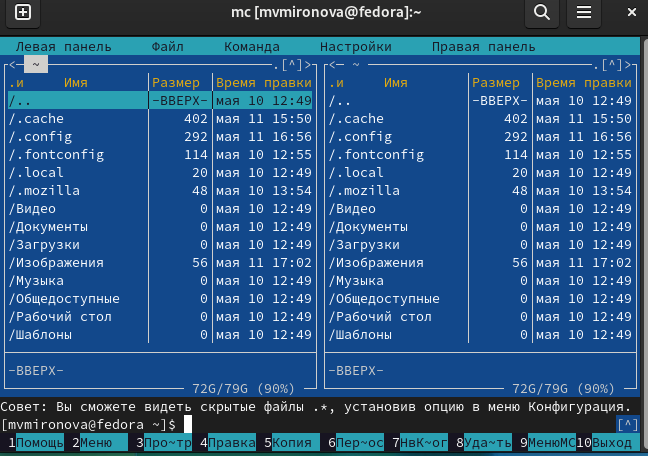 mc [mvmironova@fedora]:~
Левая панель Файл Команда Настройки Правая панель
<─ ~ .[^]> <─ ~ .[^]>
.и Имя Размер Время правки .и Имя Размер Время правки
/.. -ВВЕРХ- мая 10 12:49 /.. -ВВЕРХ- мая 10 12:49
/.cache 402 мая 11 15:50 /.cache 402 мая 11 15:50
/.config 292 мая 11 16:56 /.config 292 мая 11 16:56
/.fontconfig 114 мая 10 12:55 /.fontconfig 114 мая 10 12:55
/.local 20 мая 10 12:49 /.local 20 мая 10 12:49
/.mozilla 48 мая 10 13:54 /.mozilla 48 мая 10 13:54
/Видео 0 мая 10 12:49 /Видео 0 мая 10 12:49
/Документы 0 мая 10 12:49 /Документы 0 мая 10 12:49
/Загрузки 0 мая 10 12:49 /Загрузки 0 мая 10 12:49
/Изображения 56 мая 11 17:02 /Изображения 56 мая 11 17:02
/Музыка 0 мая 10 12:49 /Музыка 0 мая 10 12:49
/Общедоступные 0 мая 10 12:49 /Общедоступные 0 мая 10 12:49
/Рабочий стол 0 мая 10 12:49 /Рабочий стол 0 мая 10 12:49
/Шаблоны 0 мая 10 12:49 /Шаблоны 0 мая 10 12:49
-ВВЕРХ- -ВВЕРХ-
72G/79G (90%) 72G/79G (90%)
Совет: Вы сможете видеть скрытые файлы .*, установив опцию в меню Конфигурация.
[mvmironova@fedora ~]$ [^]
1Помощь 2Меню 3Про~тр 4Правка 5Копия 6Пер~ос 7НвК~ог 8Уда~ть 9МенюМС10Выход